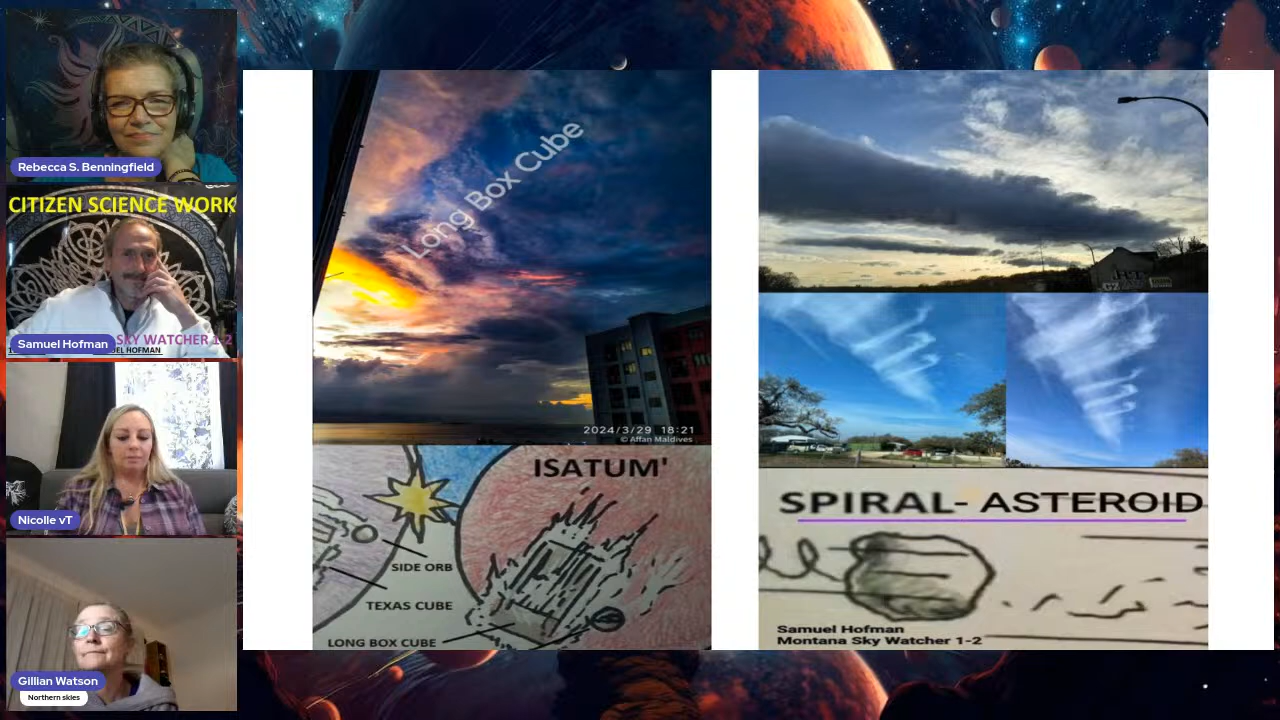 Rebecca S. Benningfield
CITIZEN SCIENCE WORK
SKY WATCHER 1-2
HOFMAN
Samuel Hofman
Nicolle vT
Gillian Watson
Northern skies
Long Box Cube
2024/3/29 18:21
© Affan Maldives
ISATUM'
SIDE ORB
TEXAS CUBE
LONG BOX CUBE
SPIRAL- ASTEROID
Samuel Hofman
Montana Sky Watcher 1-2